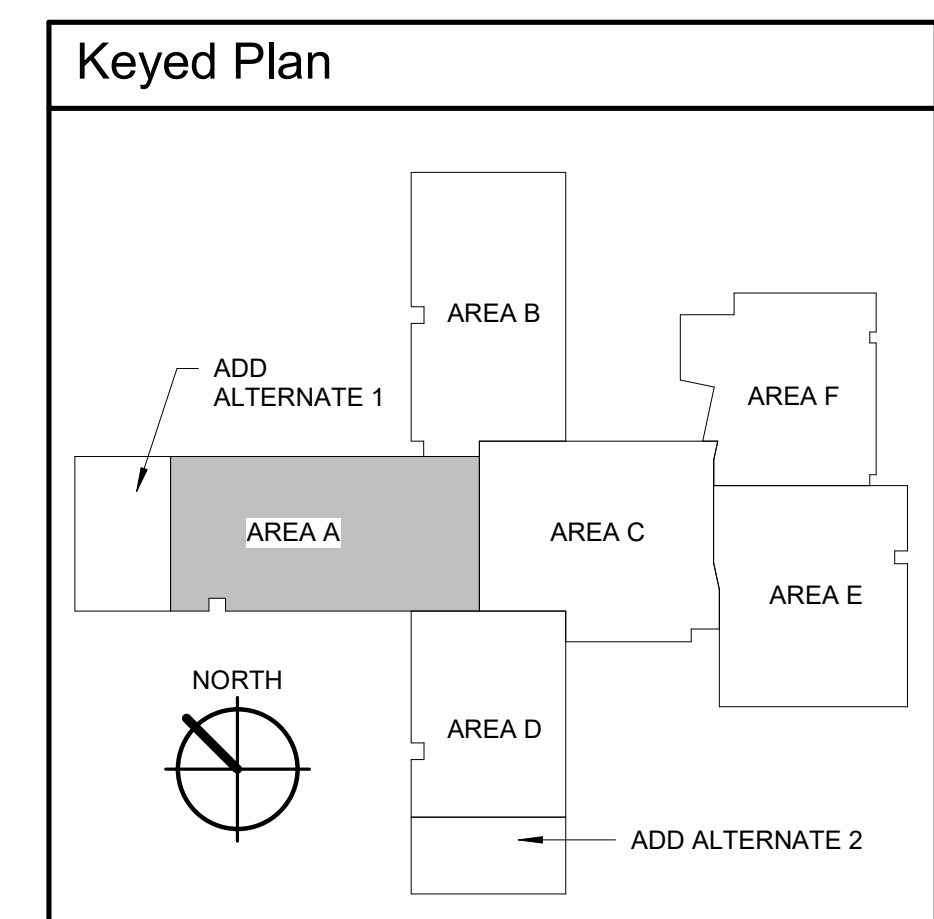 Keyed Plan
AREA B
ADD
ALTERNATE 1
AREA F
AREA A
AREA C
AREA E
NORTH
AREA D
ADD ALTERNATE 2